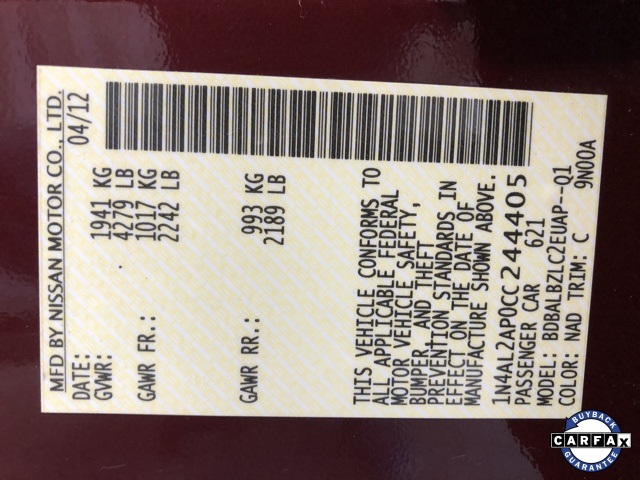 MFD BY NISSAN MOTOR CO., LTD.
DATE: 04/12
GVWR: 1941 KG
4279 LB
GAWR FR.: 1017 KG
2242 LB
GAWR RR.: 993 KG
2189 LB
THIS VEHICLE CONFORMS TO
ALL APPLICABLE FEDERAL
MOTOR VEHICLE SAFETY,
BUMPER, AND THEFT
PREVENTION STANDARDS IN
EFFECT ON THE DATE OF
MANUFACTURE SHOWN ABOVE.
1N4AL2AP0CC244405
PASSENGER CAR 621
MODEL: BDBALBZLC2EUAP--Q1
COLOR: NAD TRIM: C 9N00A
BUYBACK
CARFAX
GUARANTEE